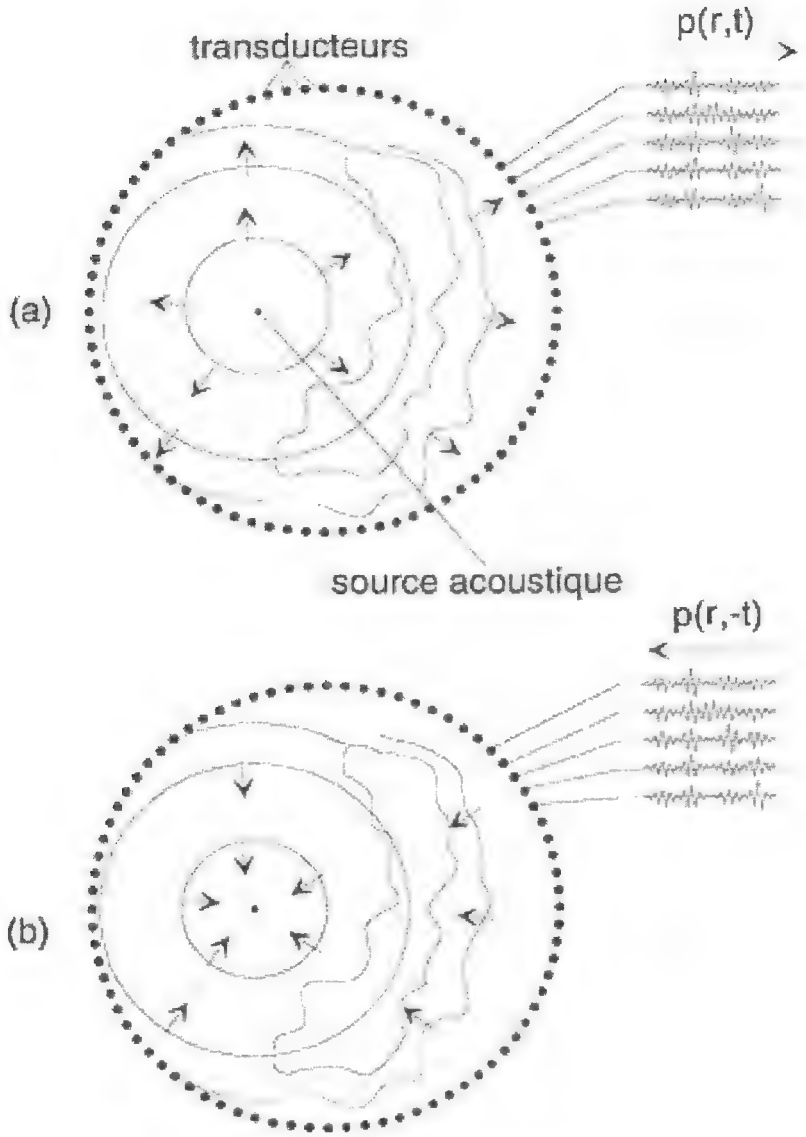 transducteurs
p(r,t)
(a)
source acoustique
p(r,-t)
(b)